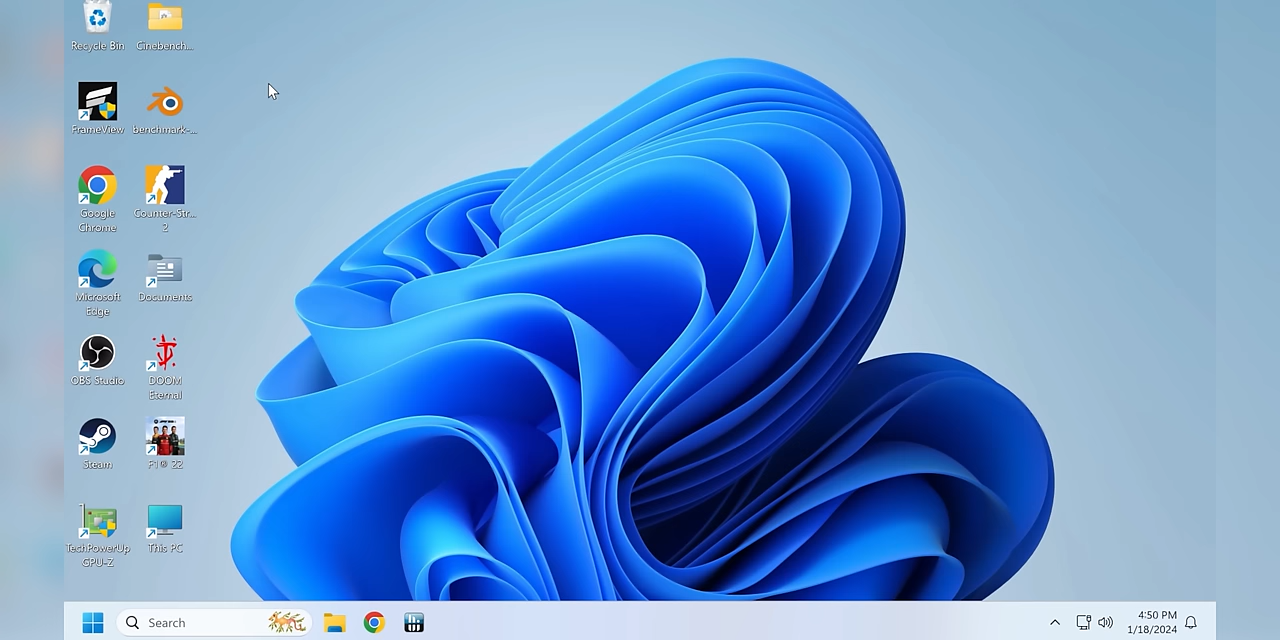 Recycle Bin
Cinebench...
FrameView
benchmark-...
Google
Chrome
Counter-Str...
2
Microsoft
Edge
Documents
OBS Studio
DOOM
Eternal
Steam
F1® 22
TechPowerUp
GPU-Z
This PC
Search
4:50 PM
1/18/2024